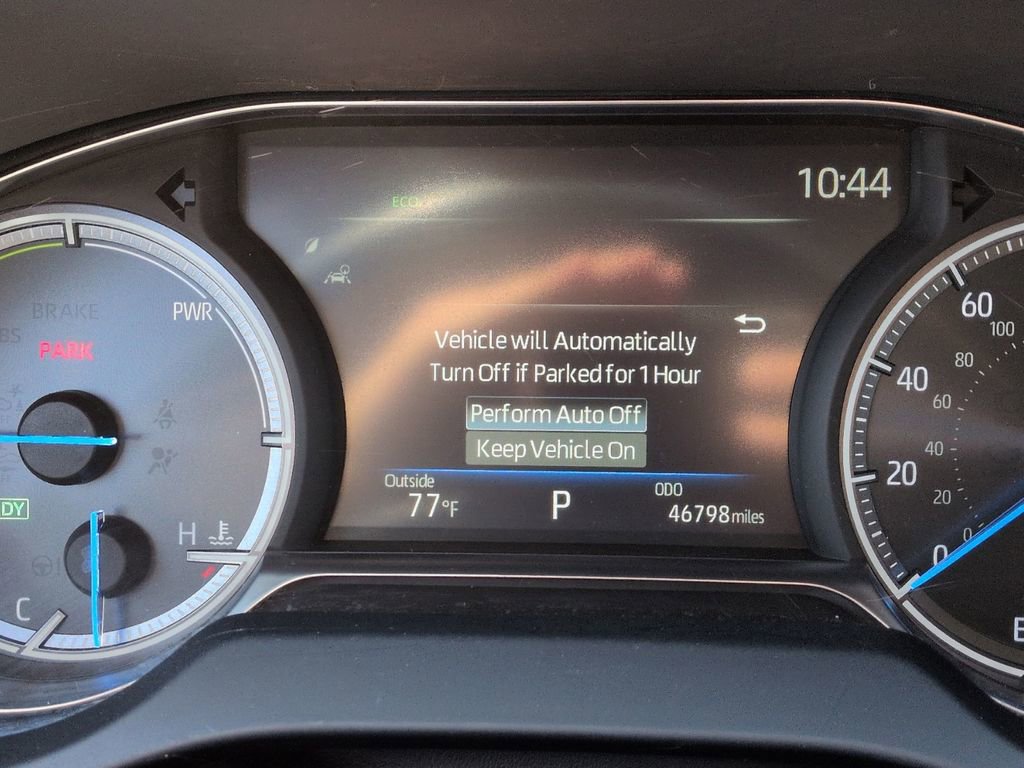 10:44
ECO
BRAKE
PWR
PARK
Vehicle will Automatically
Turn Off if Parked for 1 Hour
Perform Auto Off
Keep Vehicle On
Outside
77°F
P
ODO
46798 miles
H
C
60
100
80
40
60
40
20
20
0
0
E